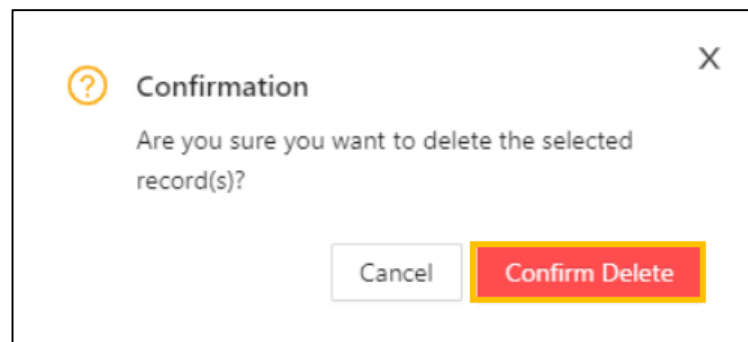 X
? Confirmation
Are you sure you want to delete the selected
record(s)?
Cancel Confirm Delete